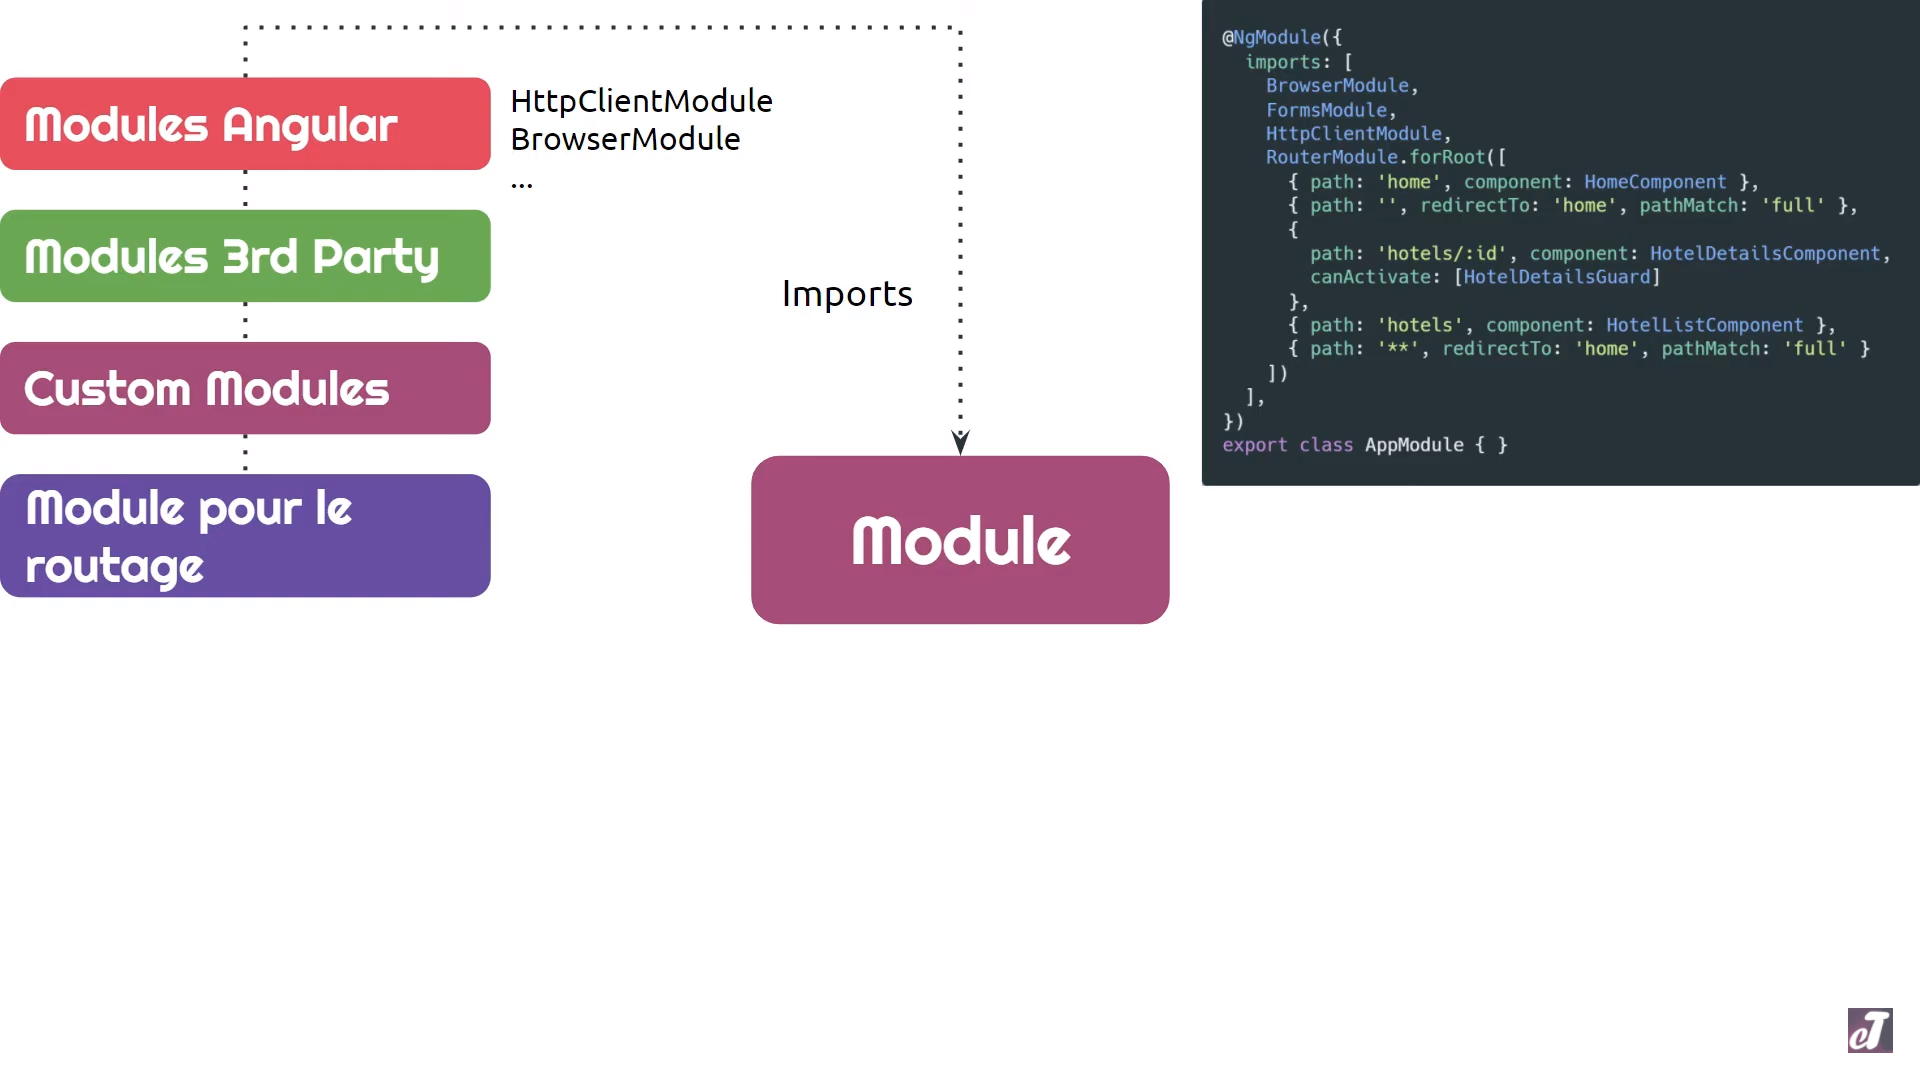 Modules Angular
HttpClientModule
BrowserModule
...
Modules 3rd Party
Custom Modules
Module pour le
routage
Imports
Module
@NgModule({
  imports: [
    BrowserModule,
    FormsModule,
    HttpClientModule,
    RouterModule.forRoot([
      { path: 'home', component: HomeComponent },
      { path: '', redirectTo: 'home', pathMatch: 'full' },
      {
        path: 'hotels/:id', component: HotelDetailsComponent,
        canActivate: [HotelDetailsGuard]
      },
      { path: 'hotels', component: HotelListComponent },
      { path: '**', redirectTo: 'home', pathMatch: 'full' }
    ])
  ],
})
export class AppModule { }
eT